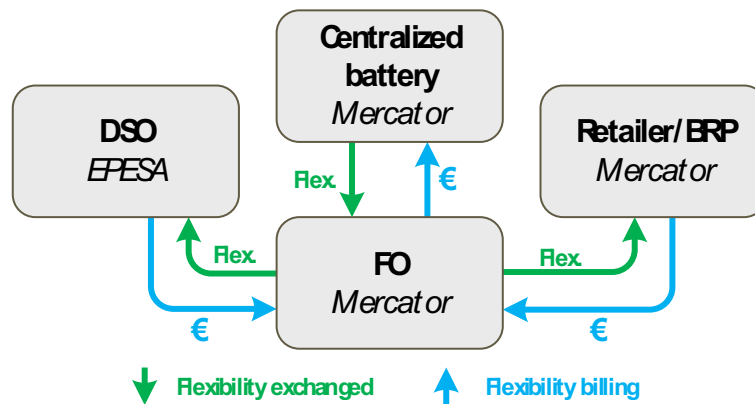 Centralized
battery
Mercator
DSO
EPESA
Retailer/ BRP
Mercator
Flex.
€
Flex.
Flex.
FO
Mercator
€
€
Flexibility exchanged
Flexibility billing